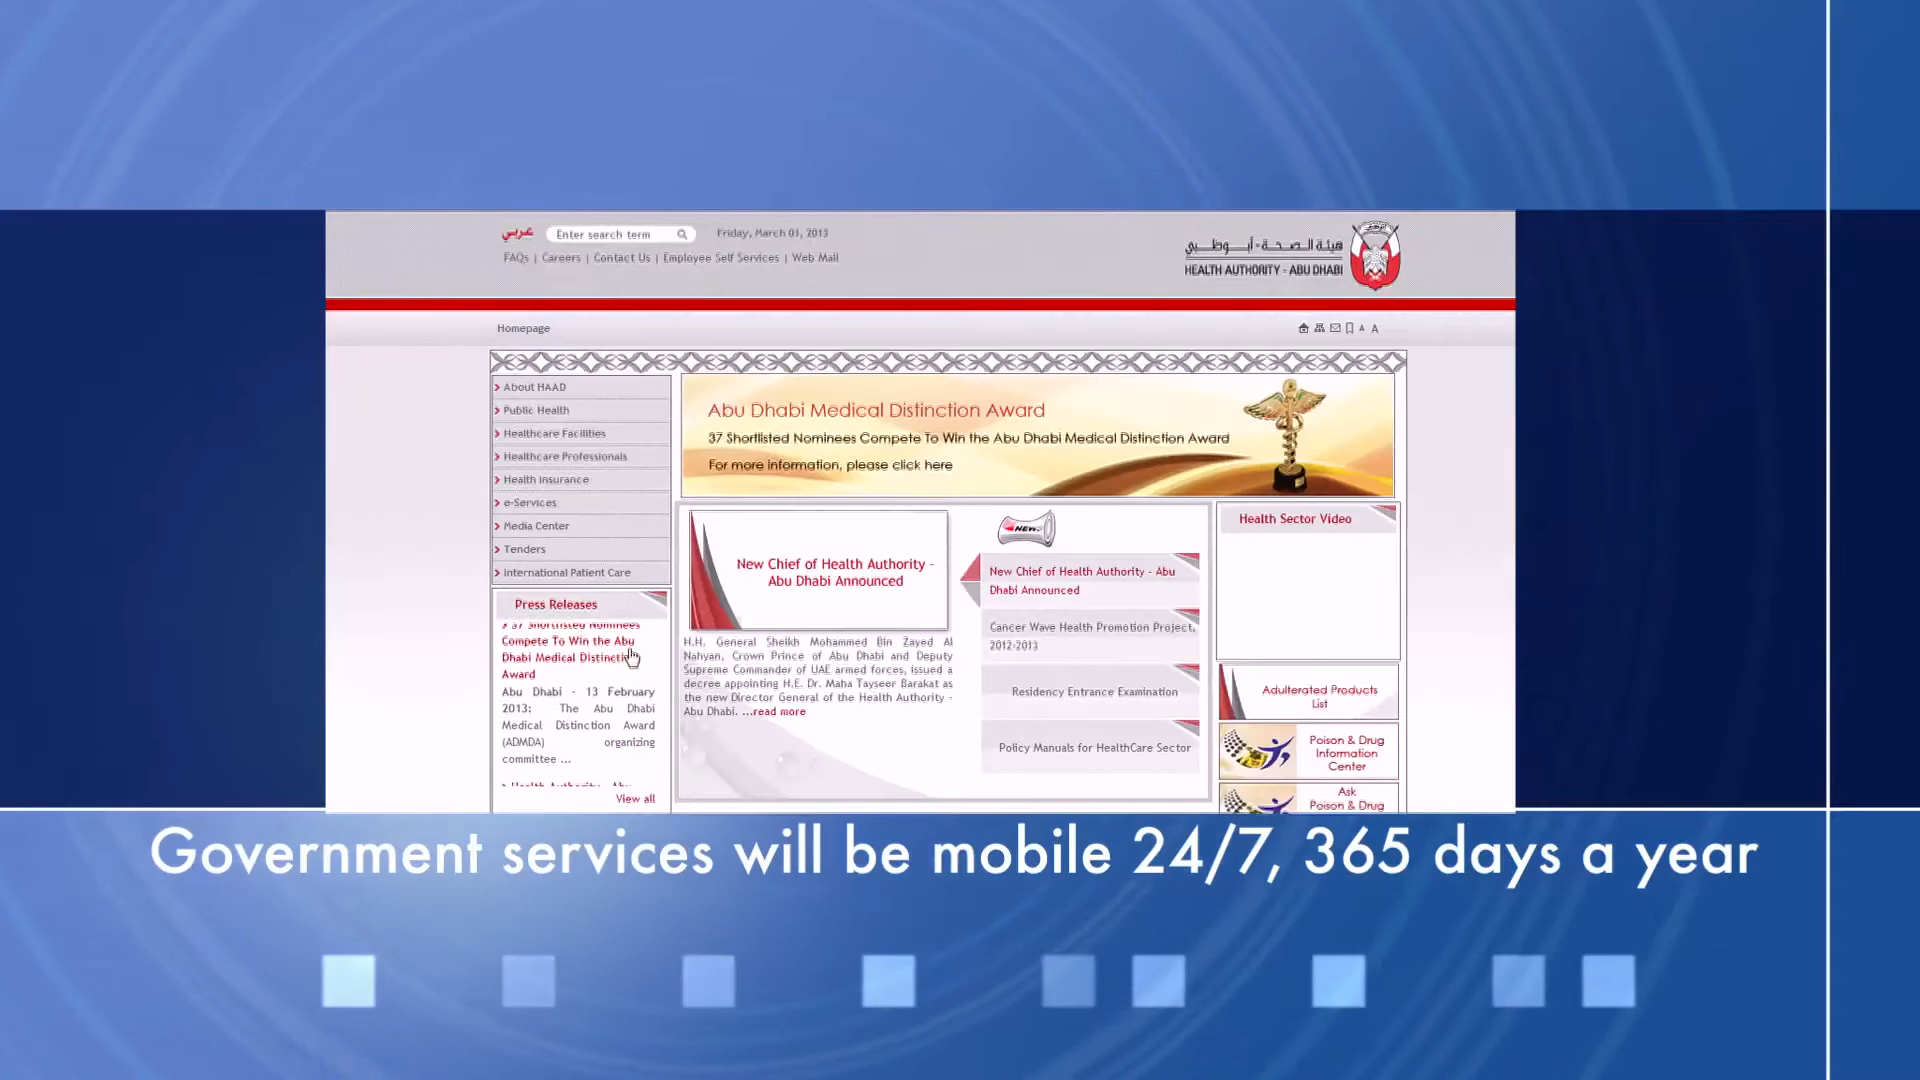 عربي
Enter search term
Friday, March 01, 2013
FAQs | Careers | Contact Us | Employee Self Services | Web Mail
هيئة الصحة - أبوظبي
HEALTH AUTHORITY - ABU DHABI
Homepage
A A
About HAAD
Public Health
Healthcare Facilities
Healthcare Professionals
Health Insurance
e-Services
Media Center
Tenders
International Patient Care
Press Releases
37 Shortlisted Nominees
Compete To Win the Abu
Dhabi Medical Distinction
Award
Abu Dhabi - 13 February
2013: The Abu Dhabi
Medical Distinction Award
(ADMDA) organizing
committee ...
Health Authority - Abu
View all
Abu Dhabi Medical Distinction Award
37 Shortlisted Nominees Compete To Win the Abu Dhabi Medical Distinction Award
For more information, please click here
New Chief of Health Authority -
Abu Dhabi Announced
H.H. General Sheikh Mohammed Bin Zayed Al
Nahyan, Crown Prince of Abu Dhabi and Deputy
Supreme Commander of UAE armed forces, issued a
decree appointing H.E. Dr. Maha Tayseer Barakat as
the new Director General of the Health Authority -
Abu Dhabi. ...read more
NEWS
New Chief of Health Authority - Abu
Dhabi Announced
Cancer Wave Health Promotion Project,
2012-2013
Residency Entrance Examination
Policy Manuals for HealthCare Sector
Health Sector Video
Adulterated Products
List
Poison & Drug
Information
Center
Ask
Poison & Drug
Government services will be mobile 24/7, 365 days a year